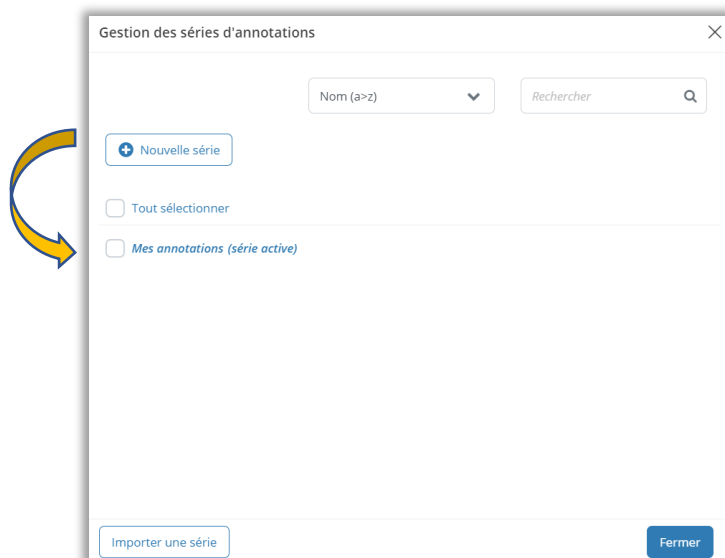 Gestion des séries d'annotations
Nom (a>z)
Rechercher
Nouvelle série
Tout sélectionner
Mes annotations (série active)
Importer une série
Fermer